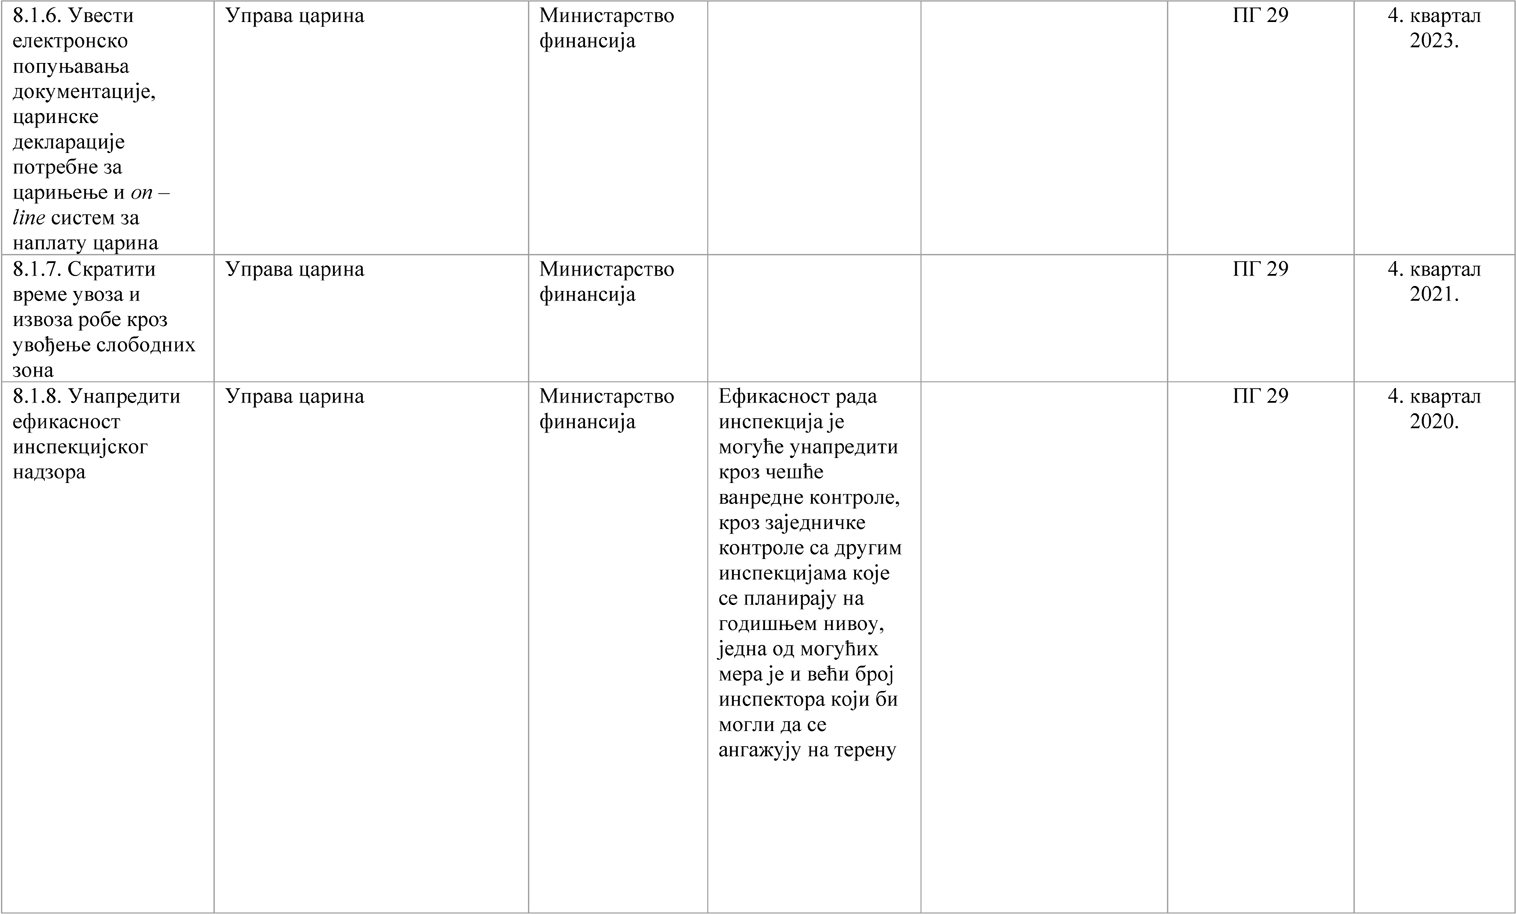 8.1.6. Увести
електронско
попуњавања
документације,
царинске
декларације
потребне за
царињење и on –
line систем за
наплату царина
Управа царина
Министарство
финансија
ПГ 29
4. квартал
2023.
8.1.7. Скратити
време увоза и
извоза робе кроз
увођење слободних
зона
Управа царина
Министарство
финансија
ПГ 29
4. квартал
2021.
8.1.8. Унапредити
ефикасност
инспекцијског
надзора
Управа царина
Министарство
финансија
Ефикасност рада
инспекција је
могуће унапредити
кроз чешће
ванредне контроле,
кроз заједничке
контроле са другим
инспекцијама које
се планирају на
годишњем нивоу,
једна од могућих
мера је и већи број
инспектора који би
могли да се
ангажују на терену
ПГ 29
4. квартал
2020.